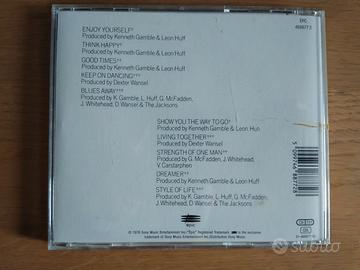 EPC
468877 2
ENJOY YOURSELF*
Produced by Kenneth Gamble & Leon Huff
THINK HAPPY*
Produced by Kenneth Gamble & Leon Huff
GOOD TIMES**
Produced by Kenneth Gamble & Leon Huff
KEEP ON DANCING***
Produced by Dexter Wansel
BLUES AWAY***
Produced by K. Gamble, L. Huff, G. McFadden,
J. Whitehead, D. Wansel & The Jacksons
SHOW YOU THE WAY TO GO*
Produced by Kenneth Gamble & Leon Huff
LIVING TOGETHER***
Produced by Dexter Wansel
STRENGTH OF ONE MAN**
Produced by G. McFadden, J. Whitehead,
V. Carstarphen
DREAMER**
Produced by Kenneth Gamble & Leon Huff
STYLE OF LIFE***
Produced by K. Gamble, L. Huff, G. McFadden,
J. Whitehead, D. Wansel & The Jacksons
epic
subito